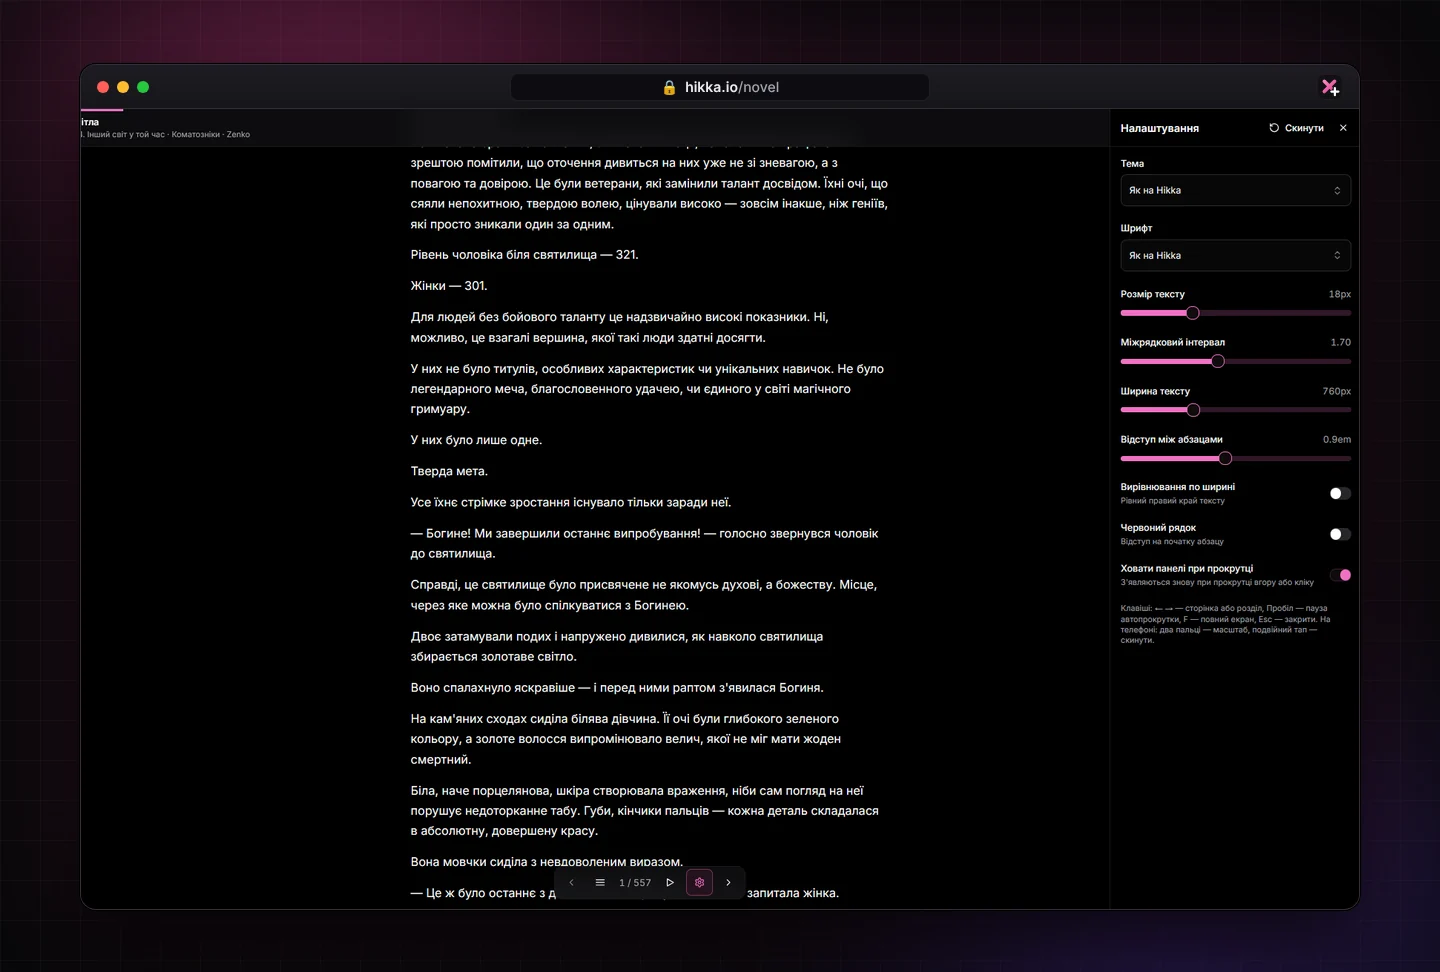 hikka.io/novel
ітла
І. Інший світ у той час · Коматозніки · Zenko
зрештою помітили, що оточення дивиться на них уже не зі зневагою, а з
повагою та довірою. Це були ветерани, які замінили талант досвідом. Їхні очі, що
сяяли непохитною, твердою волею, цінували високо — зовсім інакше, ніж геніїв,
які просто зникали один за одним.
Рівень чоловіка біля святилища — 321.
Жінки — 301.
Для людей без бойового таланту це надзвичайно високі показники. Ні,
можливо, це взагалі вершина, якої такі люди здатні досягти.
У них не було титулів, особливих характеристик чи унікальних навичок. Не було
легендарного меча, благословенного удачею, чи єдиного у світі магічного
гримуару.
У них було лише одне.
Тверда мета.
Усе їхнє стрімке зростання існувало тільки заради неї.
— Богине! Ми завершили останнє випробування! — голосно звернувся чоловік
до святилища.
Справді, це святилище було присвячене не якомусь духові, а божеству. Місце,
через яке можна було спілкуватися з Богинею.
Двоє затамували подих і напружено дивилися, як навколо святилища
збирається золотаве світло.
Воно спалахнуло яскравіше — і перед ними раптом з'явилася Богиня.
На кам'яних сходах сиділа білява дівчина. Її очі були глибокого зеленого
кольору, а золоте волосся випромінювало велич, якої не міг мати жоден
смертний.
Біла, наче порцелянова, шкіра створювала враження, ніби сам погляд на неї
порушує недоторканне табу. Губи, кінчики пальців — кожна деталь складалася
в абсолютну, довершену красу.
Вона мовчки сиділа з невдоволеним виразом.
— Це ж було останнє з д
запитала жінка.
1 / 557
Налаштування
Скинути
Тема
Як на Hikka
Шрифт
Як на Hikka
Розмір тексту 18px
Міжрядковий інтервал 1.70
Ширина тексту 760px
Відступ між абзацами 0.9em
Вирівнювання по ширині
Рівний правий край тексту
Червоний рядок
Відступ на початку абзацу
Ховати панелі при прокрутці
З'являються знову при прокрутці вгору або кліку
Клавіші: ← → — сторінка або розділ, Пробіл — пауза
автопрокрутки, F — повний екран, Esc — закрити. На
телефоні: два пальці — масштаб, подвійний тап —
скинути.